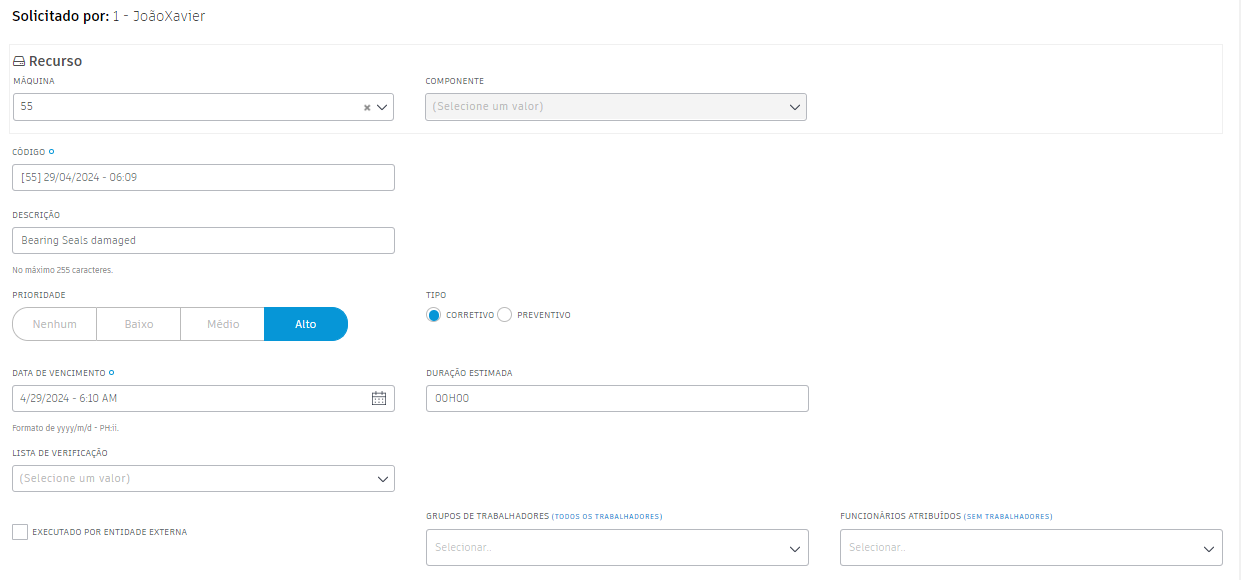 Solicitado por: 1 - JoãoXavier
Recurso
MÁQUINA
COMPONENTE
55
(Selecione um valor)
CÓDIGO
[55] 29/04/2024 - 06:09
DESCRIÇÃO
Bearing Seals damaged
No máximo 255 caracteres.
PRIORIDADE
TIPO
Nenhum
Baixo
Médio
Alto
CORRETIVO
PREVENTIVO
DATA DE VENCIMENTO
DURAÇÃO ESTIMADA
4/29/2024 - 6:10 AM
00H00
Formato de yyyy/m/d - PH:ii.
LISTA DE VERIFICAÇÃO
(Selecione um valor)
EXECUTADO POR ENTIDADE EXTERNA
GRUPOS DE TRABALHADORES (TODOS OS TRABALHADORES)
FUNCIONÁRIOS ATRIBUÍDOS (SEM TRABALHADORES)
Selecionar..
Selecionar..